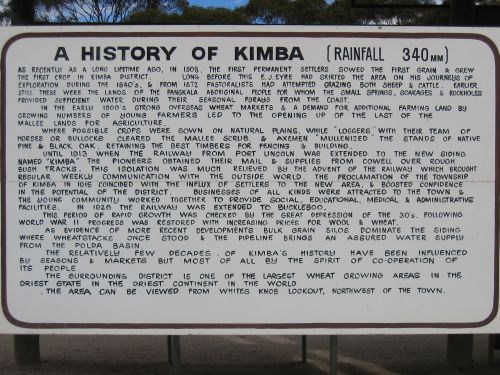 A HISTORY OF KIMBA (RAINFALL 340MM)
AS RECENTLY AS A LONG LIFETIME AGO, IN 1908, THE FIRST PERMANENT SETTLERS SOWED THE FIRST GRAIN & GREW
THE FIRST CROP IN KIMBA DISTRICT. LONG BEFORE THIS E.J. EYRE HAD SKIRTED THE AREA ON HIS JOURNEYS OF
EXPLORATION DURING THE 1840'S, & FROM 1872 PASTORALISTS HAD ATTEMPTED GRAZING BOTH SHEEP & CATTLE. EARLIER
STILL THESE WERE THE LANDS OF THE PANGKALA ABORIGINAL PEOPLE FOR WHOM THE SMALL SPRINGS, SOAKAGES & ROCKHOLES
PROVIDED SUFFICIENT WATER DURING THEIR SEASONAL FORAYS FROM THE COAST.
IN THE EARLY 1900'S STRONG OVERSEAS WHEAT MARKETS & A DEMAND FOR ADDITIONAL FARMING LAND BY
GROWING NUMBERS OF YOUNG FARMERS LED TO THE OPENING UP OF THE LAST OF THE
MALLEE LANDS FOR AGRICULTURE.
WHERE POSSIBLE CROPS WERE SOWN ON NATURAL PLAINS, WHILE "LOGGERS" WITH THEIR TEAM OF
HORSES OR BULLOCKS CLEARED THE MALLEE SCRUB, & AXEMEN "MULLENIZED" THE STANDS OF NATIVE
PINE & BLACK OAK, RETAINING THE BEST TIMBERS FOR FENCING & BUILDING.
UNTIL 1913 WHEN THE RAILWAY FROM PORT LINCOLN WAS EXTENDED TO THE NEW SIDING
NAMED "KIMBA" THE PIONEERS OBTAINED THEIR MAIL & SUPPLIES FROM COWELL OVER ROUGH
BUSH TRACKS. THIS ISOLATION WAS MUCH RELIEVED BY THE ADVENT OF THE RAILWAY WHICH BROUGHT
REGULAR WEEKLY COMMUNICATION WITH THE OUTSIDE WORLD. THE PROCLAMATION OF THE TOWNSHIP
OF KIMBA IN 1915 COINCIDED WITH THE INFLUX OF SETTLERS TO THE NEW AREA, & BOOSTED CONFIDENCE
IN THE POTENTIAL OF THE DISTRICT. BUSINESSES OF ALL KINDS WERE ATTRACTED TO THE TOWN &
THE YOUNG COMMUNITY WORKED TOGETHER TO PROVIDE SOCIAL, EDUCATIONAL, MEDICAL & ADMINISTRATIVE
FACILITIES. IN 1926 THE RAILWAY WAS EXTENDED TO BUCKLEBOO.
THIS PERIOD OF RAPID GROWTH WAS CHECKED BY THE GREAT DEPRESSION OF THE 30'S. FOLLOWING
WORLD WAR II PROGRESS WAS RESTORED WITH INCREASING PRICES FOR WOOL & WHEAT.
AS EVIDENCE OF MORE RECENT DEVELOPMENTS BULK GRAIN SILOS DOMINATE THE SIDING
WHERE WHEATSTACKS ONCE STOOD & THE PIPELINE BRINGS AN ASSURED WATER SUPPLY
FROM THE POLDA BASIN.
THE RELATIVELY FEW DECADES OF KIMBA'S HISTORY HAVE BEEN INFLUENCED
BY SEASONS & MARKETS BUT MOST OF ALL BY THE SPIRIT OF CO-OPERATION OF
ITS PEOPLE.
THE SURROUNDING DISTRICT IS ONE OF THE LARGEST WHEAT GROWING AREAS IN THE
DRIEST STATE IN THE DRIEST CONTINENT IN THE WORLD.
THE AREA CAN BE VIEWED FROM WHITES KNOB LOOKOUT, NORTHWEST OF THE TOWN.